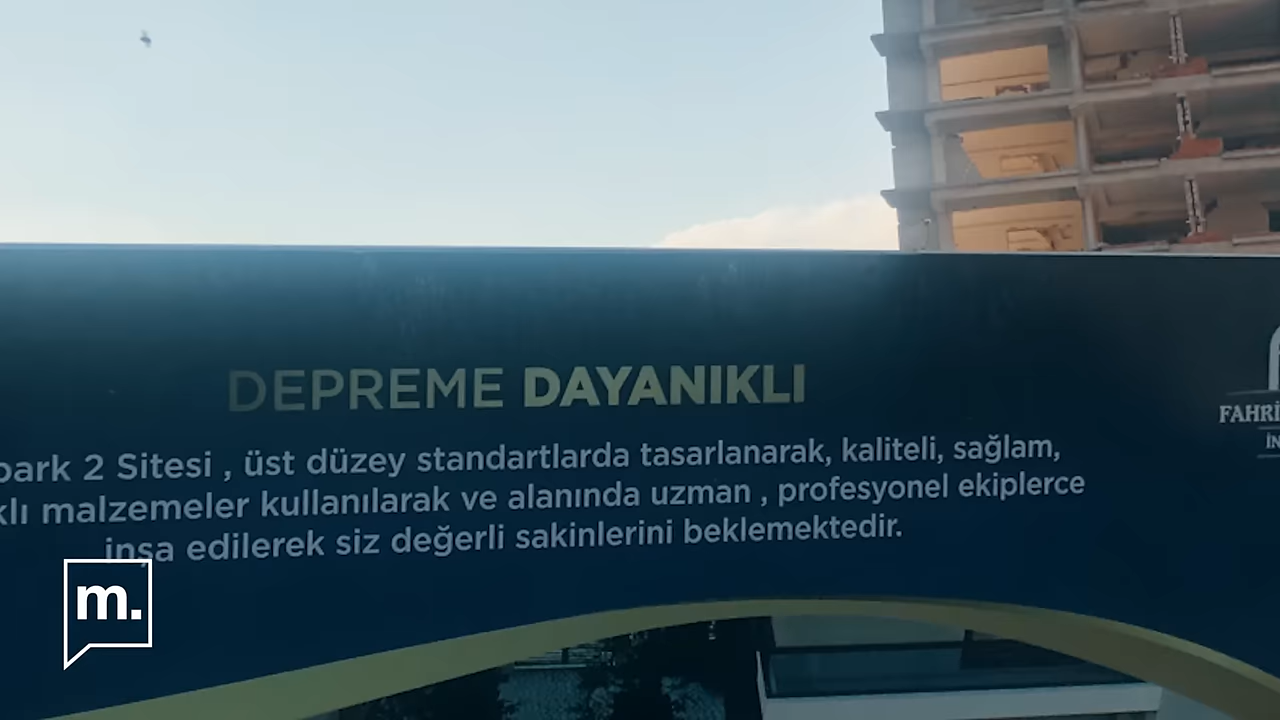 DEPREME DAYANIKLI
park 2 Sitesi , üst düzey standartlarda tasarlanarak, kaliteli, sağlam,
klı malzemeler kullanılarak ve alanında uzman , profesyonel ekiplerce
inşa edilerek siz değerli sakinlerini beklemektedir.
FAHRİ
İN
m.